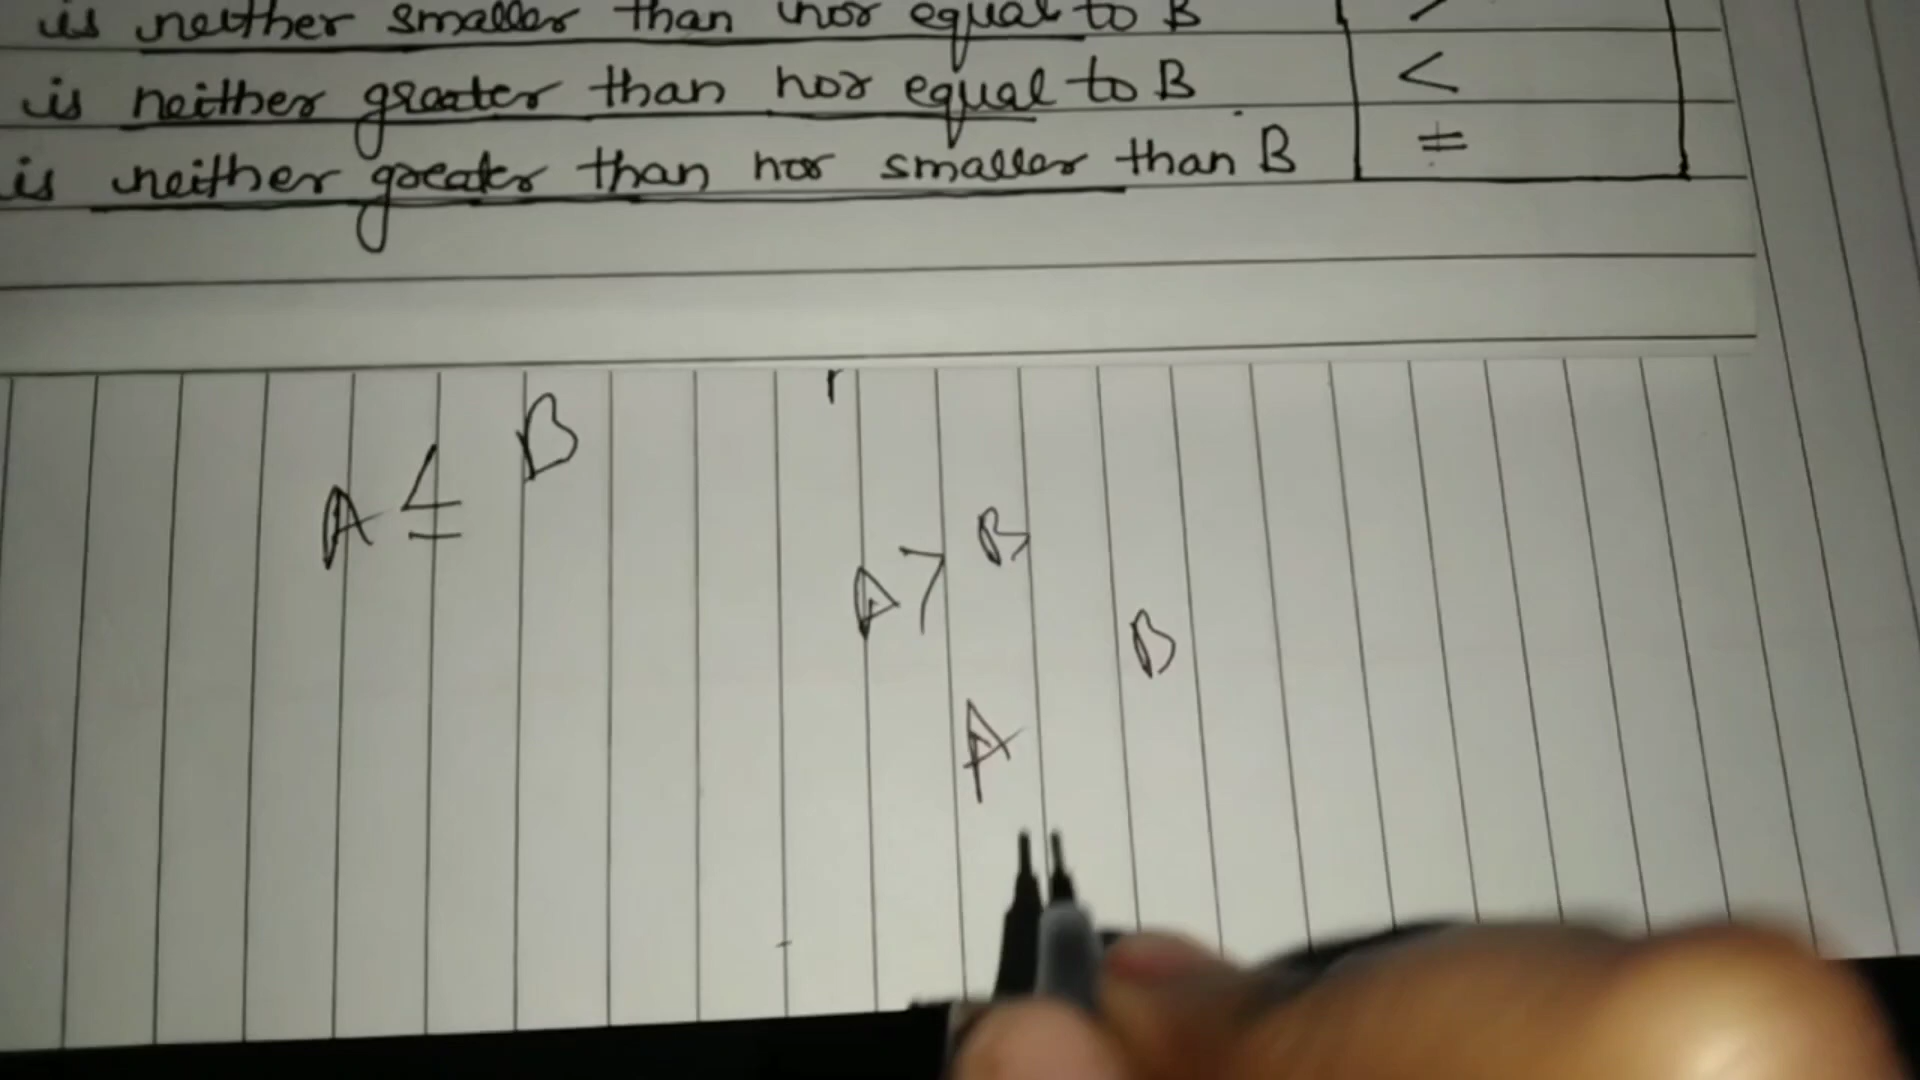 is neither smaller than nor equal to B >
is neither greater than nor equal to B <
is neither greater than nor smaller than B =
A ≤ B
A > B
A B